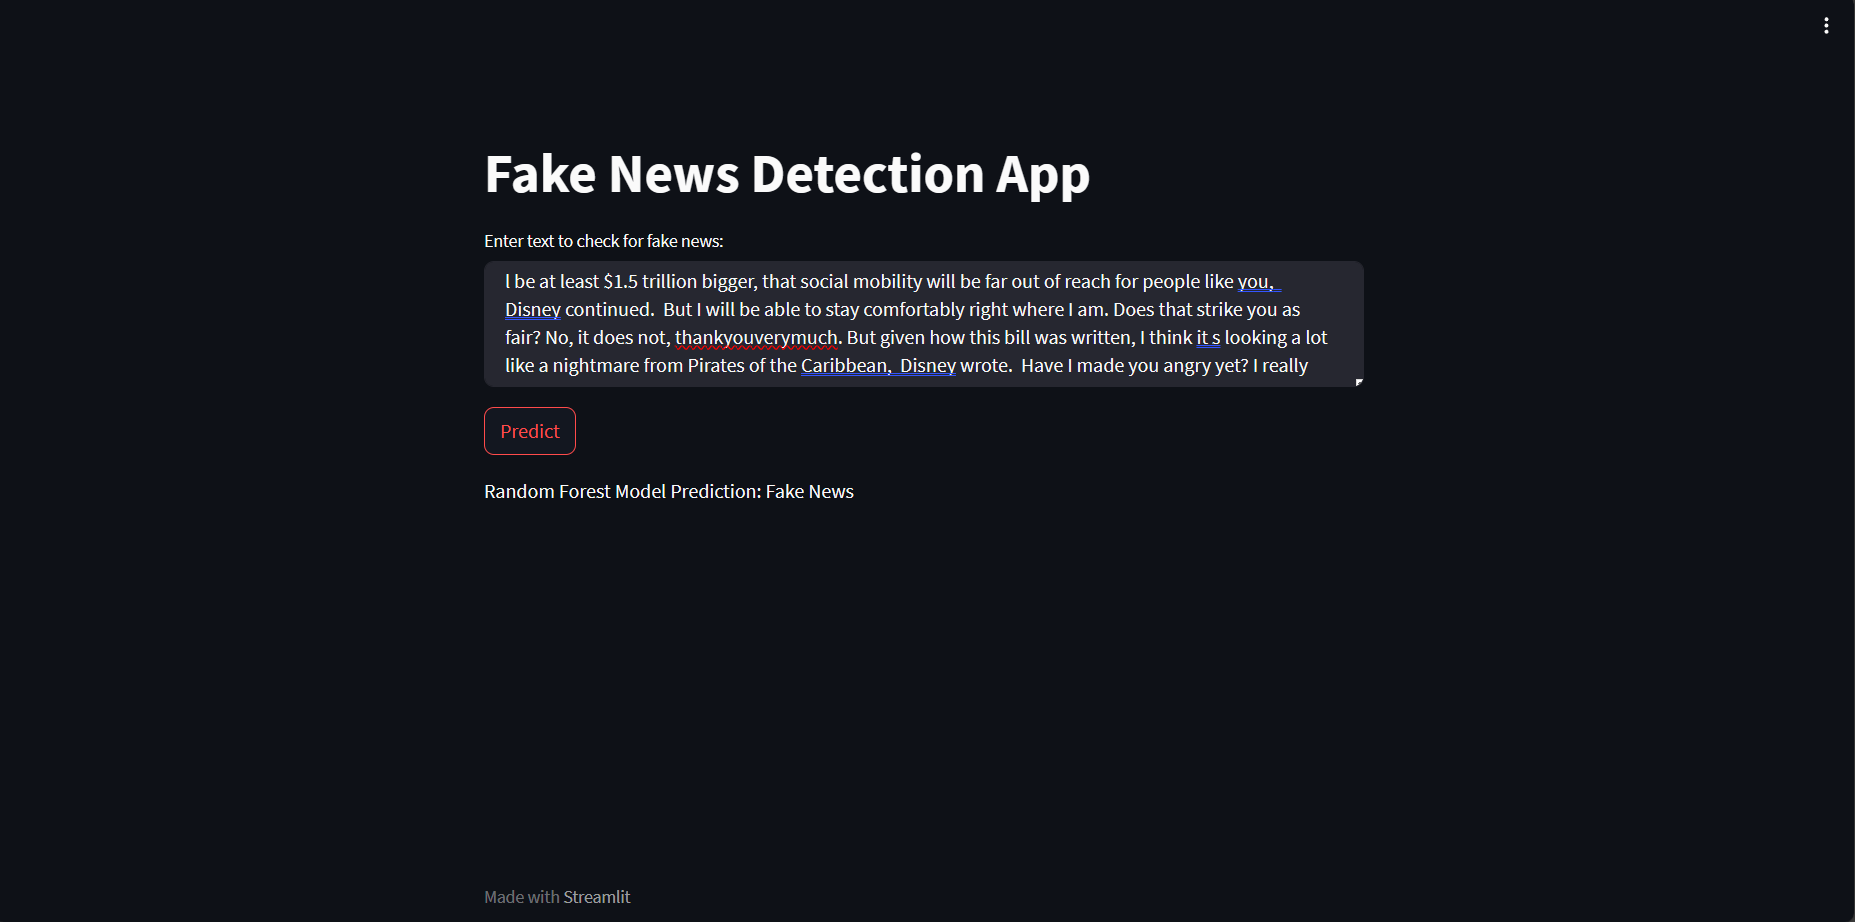 Fake News Detection App
Enter text to check for fake news:
l be at least $1.5 trillion bigger, that social mobility will be far out of reach for people like you,
Disney continued.  But I will be able to stay comfortably right where I am. Does that strike you as
fair? No, it does not, thankyouverymuch. But given how this bill was written, I think it s looking a lot
like a nightmare from Pirates of the Caribbean,  Disney wrote.  Have I made you angry yet? I really
Predict
Random Forest Model Prediction: Fake News
Made with Streamlit